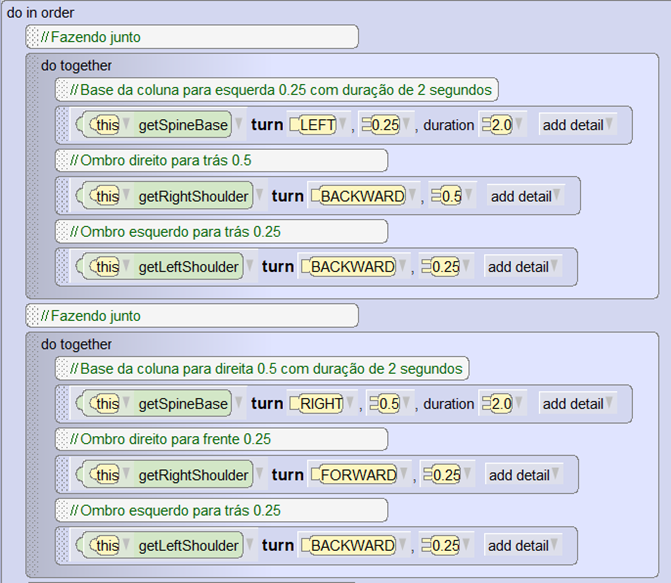 do in order
//Fazendo junto
do together
//Base da coluna para esquerda 0.25 com duração de 2 segundos
this getSpineBase turn LEFT , 0.25 , duration 2.0 add detail
//Ombro direito para trás 0.5
this getRightShoulder turn BACKWARD , 0.5 add detail
//Ombro esquerdo para trás 0.25
this getLeftShoulder turn BACKWARD , 0.25 add detail
//Fazendo junto
do together
//Base da coluna para direita 0.5 com duração de 2 segundos
this getSpineBase turn RIGHT , 0.5 , duration 2.0 add detail
//Ombro direito para frente 0.25
this getRightShoulder turn FORWARD , 0.25 add detail
//Ombro esquerdo para trás 0.25
this getLeftShoulder turn BACKWARD , 0.25 add detail